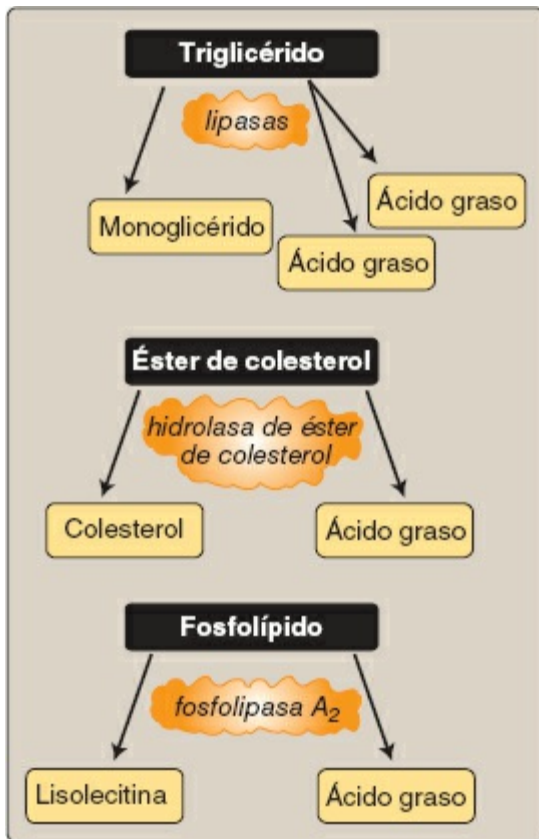 Triglicérido
lipasas
Ácido graso
Monoglicérido
Ácido graso
Éster de colesterol
hidrolasa de éster
de colesterol
Colesterol
Ácido graso
Fosfolípido
fosfolipasa A₂
Lisolecitina
Ácido graso